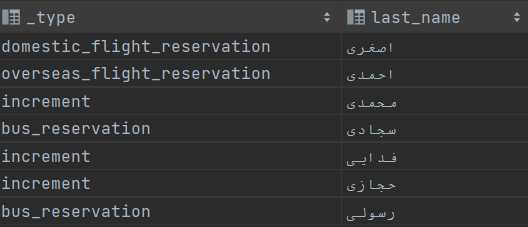 _type last_name
domestic_flight_reservation اصغری
overseas_flight_reservation احمدی
increment محمدی
bus_reservation سجادی
increment فدایی
increment حجازی
bus_reservation رسولی